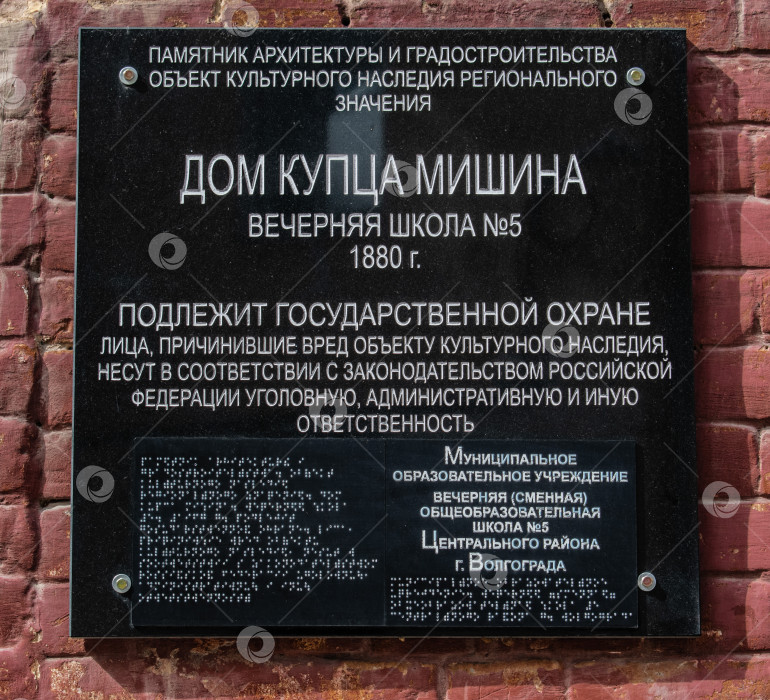 ПАМЯТНИК АРХИТЕКТУРЫ И ГРАДОСТРОИТЕЛЬСТВА
ОБЪЕКТ КУЛЬТУРНОГО НАСЛЕДИЯ РЕГИОНАЛЬНОГО
ЗНАЧЕНИЯ
ДОМ КУПЦА МИШИНА
ВЕЧЕРНЯЯ ШКОЛА №5
1880 г.
ПОДЛЕЖИТ ГОСУДАРСТВЕННОЙ ОХРАНЕ
ЛИЦА, ПРИЧИНИВШИЕ ВРЕД ОБЪЕКТУ КУЛЬТУРНОГО НАСЛЕДИЯ,
НЕСУТ В СООТВЕТСТВИИ С ЗАКОНОДАТЕЛЬСТВОМ РОССИЙСКОЙ
ФЕДЕРАЦИИ УГОЛОВНУЮ, АДМИНИСТРАТИВНУЮ И ИНУЮ
ОТВЕТСТВЕННОСТЬ
МУНИЦИПАЛЬНОЕ
ОБРАЗОВАТЕЛЬНОЕ УЧРЕЖДЕНИЕ
ВЕЧЕРНЯЯ (СМЕННАЯ)
ОБЩЕОБРАЗОВАТЕЛЬНАЯ
ШКОЛА №5
ЦЕНТРАЛЬНОГО РАЙОНА
Г. ВОЛГОГРАДА